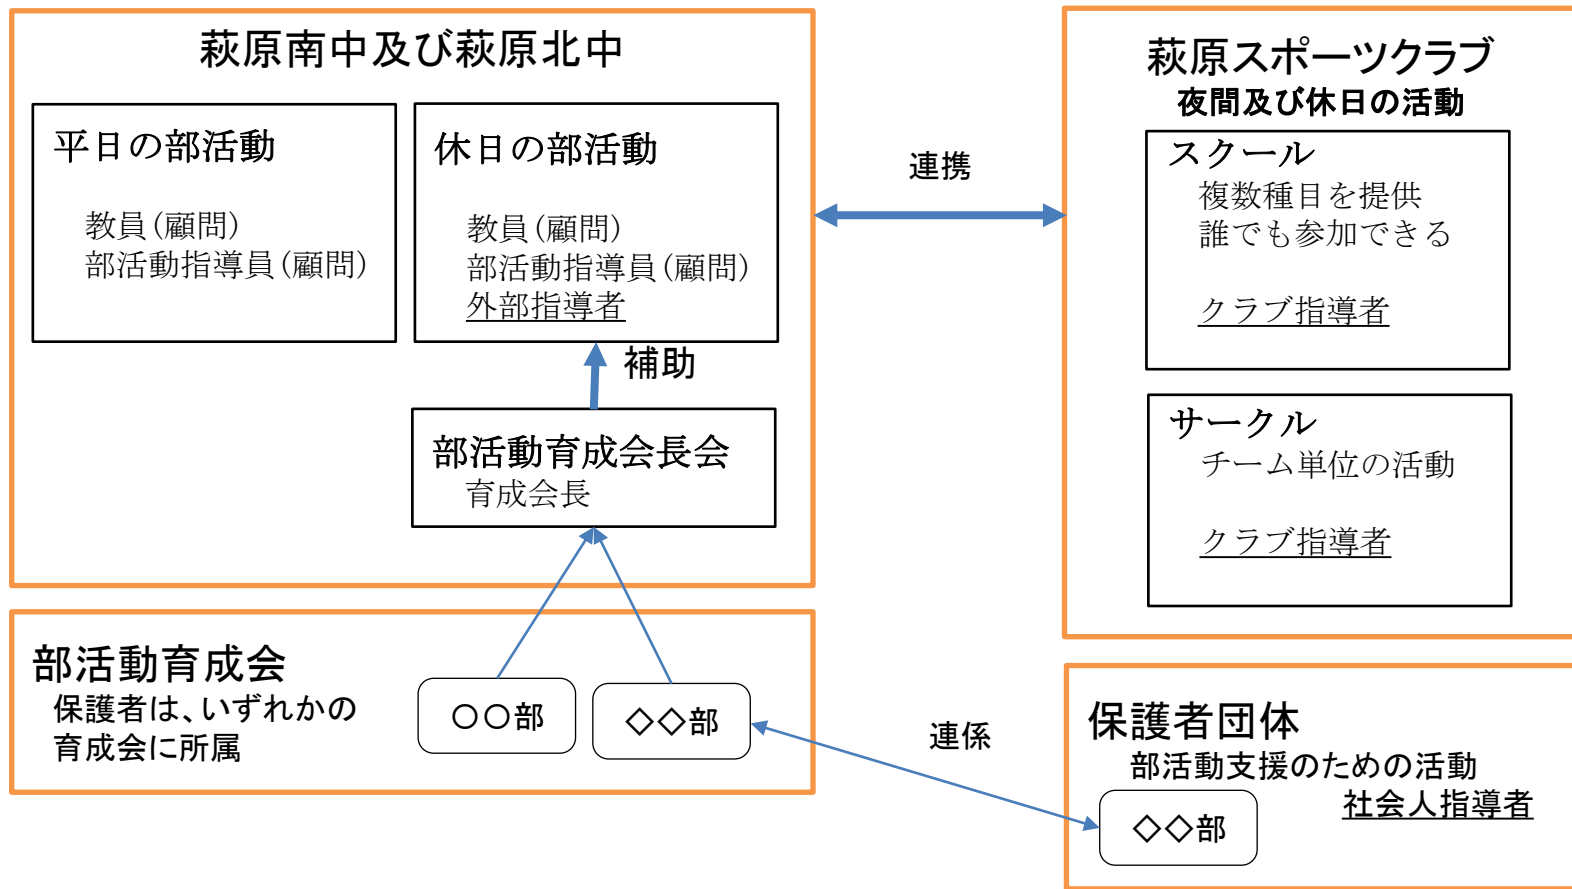 萩原南中及び萩原北中
平日の部活動
教員(顧問)
部活動指導員(顧問)
休日の部活動
教員(顧問)
部活動指導員(顧問)
外部指導者
補助
部活動育成会長会
育成会長
連携
萩原スポーツクラブ
夜間及び休日の活動
スクール
複数種目を提供
誰でも参加できる
クラブ指導者
サークル
チーム単位の活動
クラブ指導者
部活動育成会
保護者は、いずれかの
育成会に所属
〇〇部
◇◇部
連係
保護者団体
部活動支援のための活動
社会人指導者
◇◇部